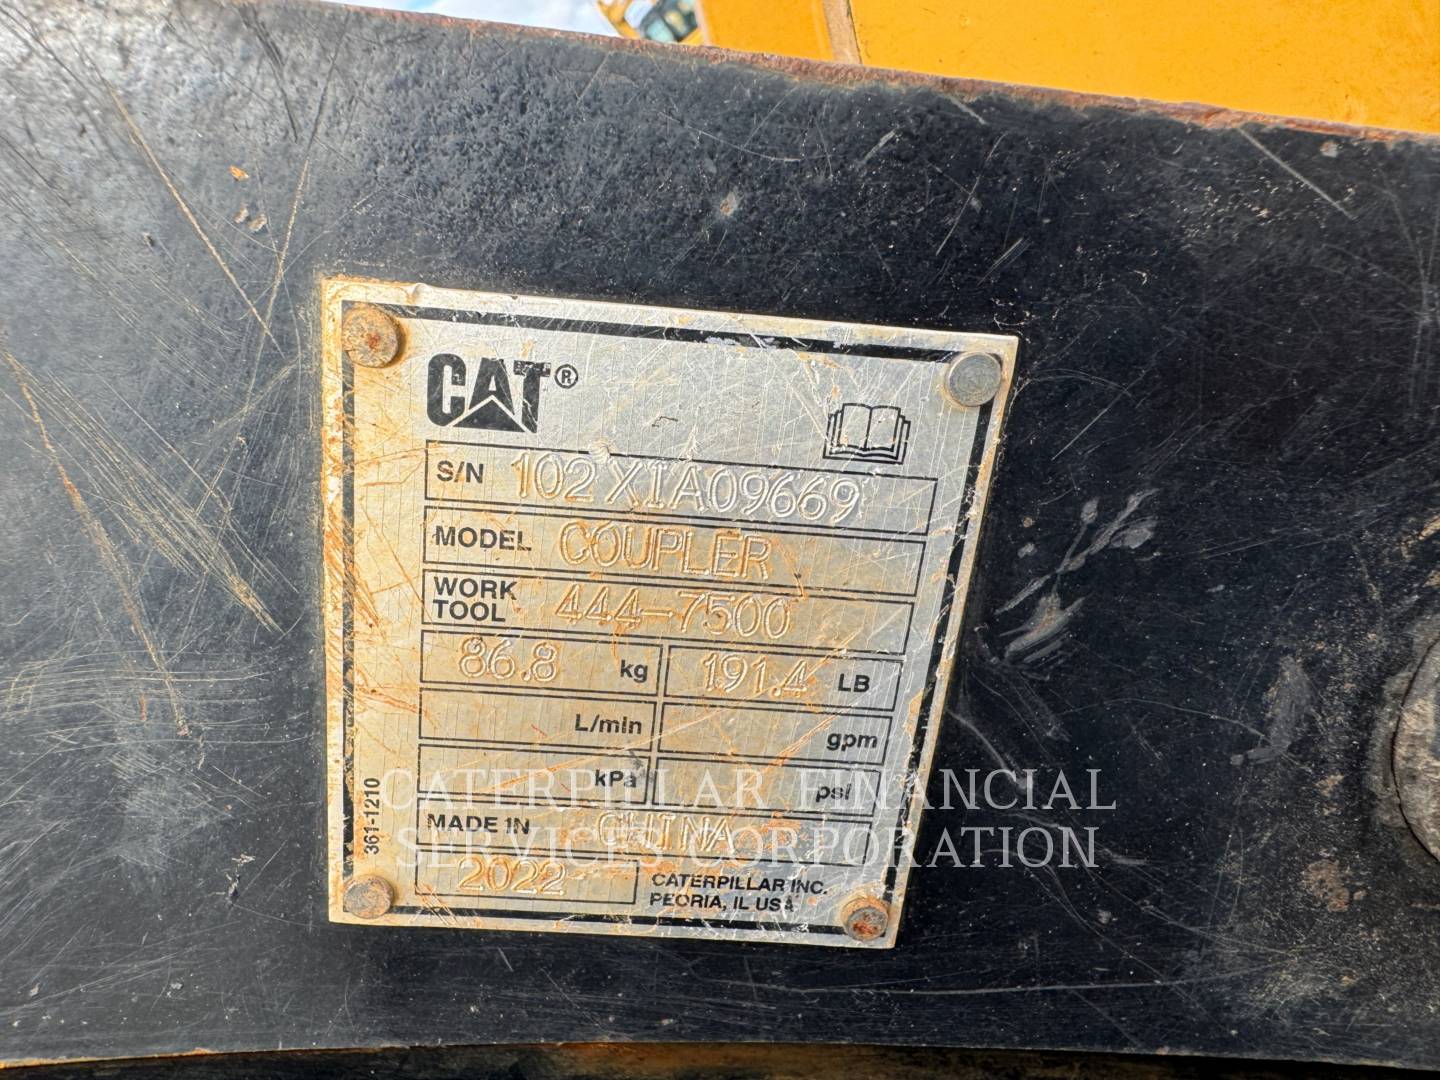 CAT®
S/N 102XIA09669
MODEL COUPLER
WORK TOOL 444-7500
86.8 kg 191.4 LB
L/min gpm
kPa psi
MADE IN CHINA
2022
CATERPILLAR INC.
PEORIA, IL USA
361-1210
CATERPILLAR FINANCIAL
SERVICES CORPORATION